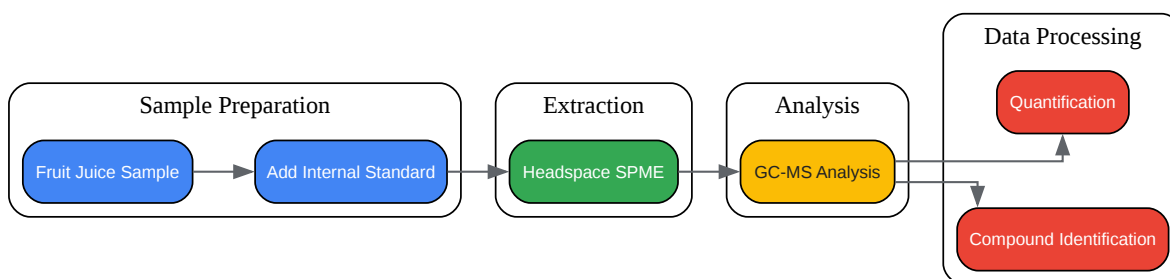 Sample Preparation
Fruit Juice Sample
Add Internal Standard
Extraction
Headspace SPME
Analysis
GC-MS Analysis
Data Processing
Quantification
Compound Identification